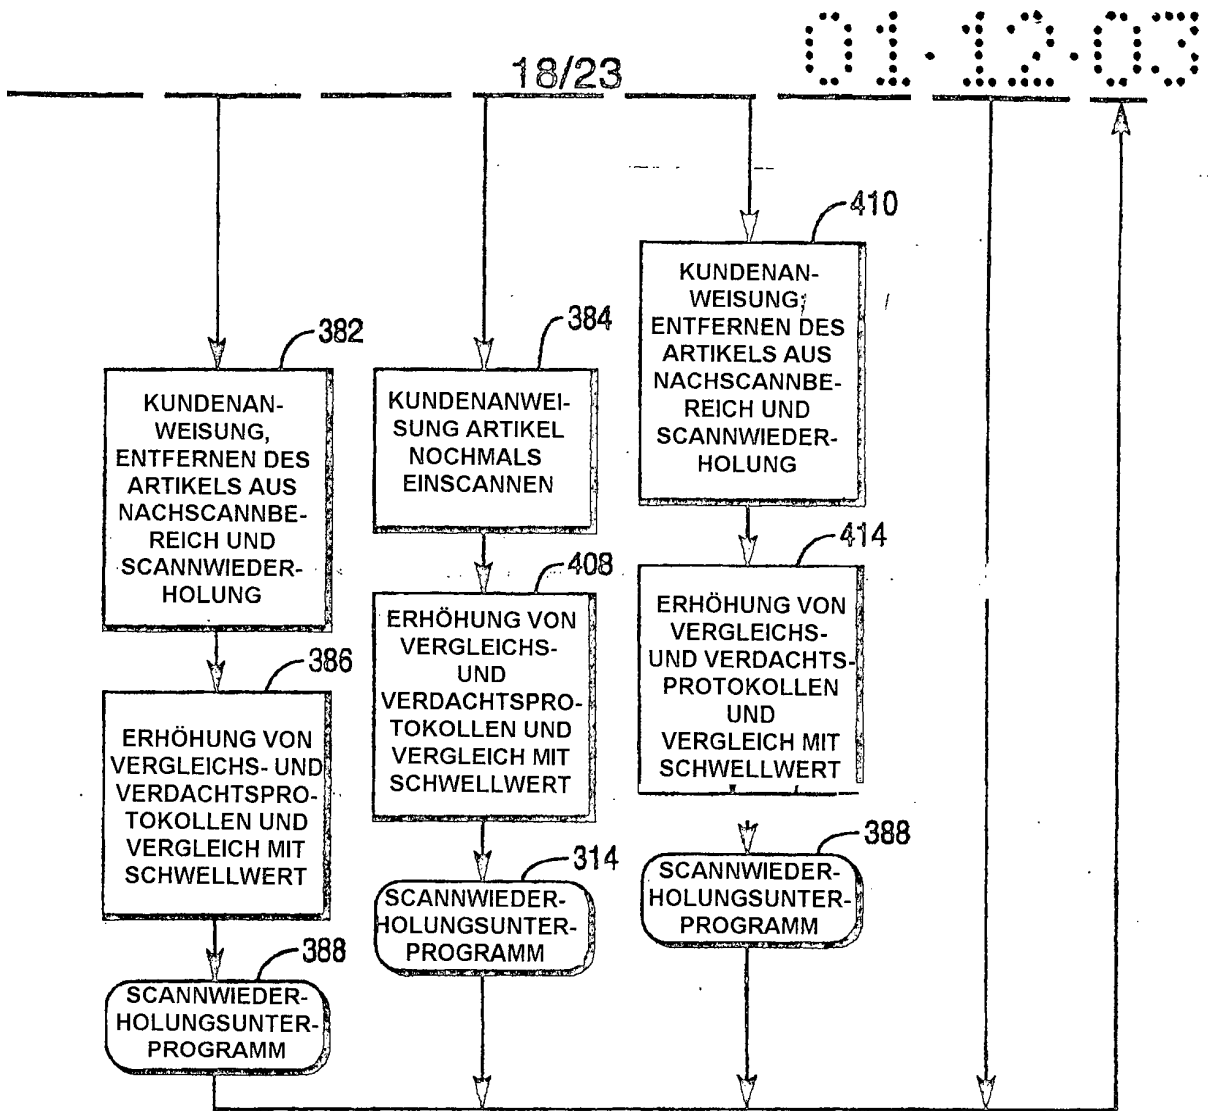 18/23
01·12·03
382
KUNDENAN-
WEISUNG,
ENTFERNEN DES
ARTIKELS AUS
NACHSCANNBE-
REICH UND
SCANNWIEDER-
HOLUNG
386
ERHÖHUNG VON
VERGLEICHS- UND
VERDACHTSPRO-
TOKOLLEN UND
VERGLEICH MIT
SCHWELLWERT
388
SCANNWIEDER-
HOLUNGSUNTER-
PROGRAMM
384
KUNDENANWEI-
SUNG ARTIKEL
NOCHMALS
EINSCANNEN
408
ERHÖHUNG VON
VERGLEICHS-
UND
VERDACHTSPRO-
TOKOLLEN UND
VERGLEICH MIT
SCHWELLWERT
314
SCANNWIEDER-
HOLUNGSUNTER-
PROGRAMM
410
KUNDENAN-
WEISUNG;
ENTFERNEN DES
ARTIKELS AUS
NACHSCANNBE-
REICH UND
SCANNWIEDER-
HOLUNG
414
ERHÖHUNG VON
VERGLEICHS-
UND VERDACHTS-
PROTOKOLLEN
UND
VERGLEICH MIT
SCHWELLWERT
388
SCANNWIEDER-
HOLUNGSUNTER-
PROGRAMM